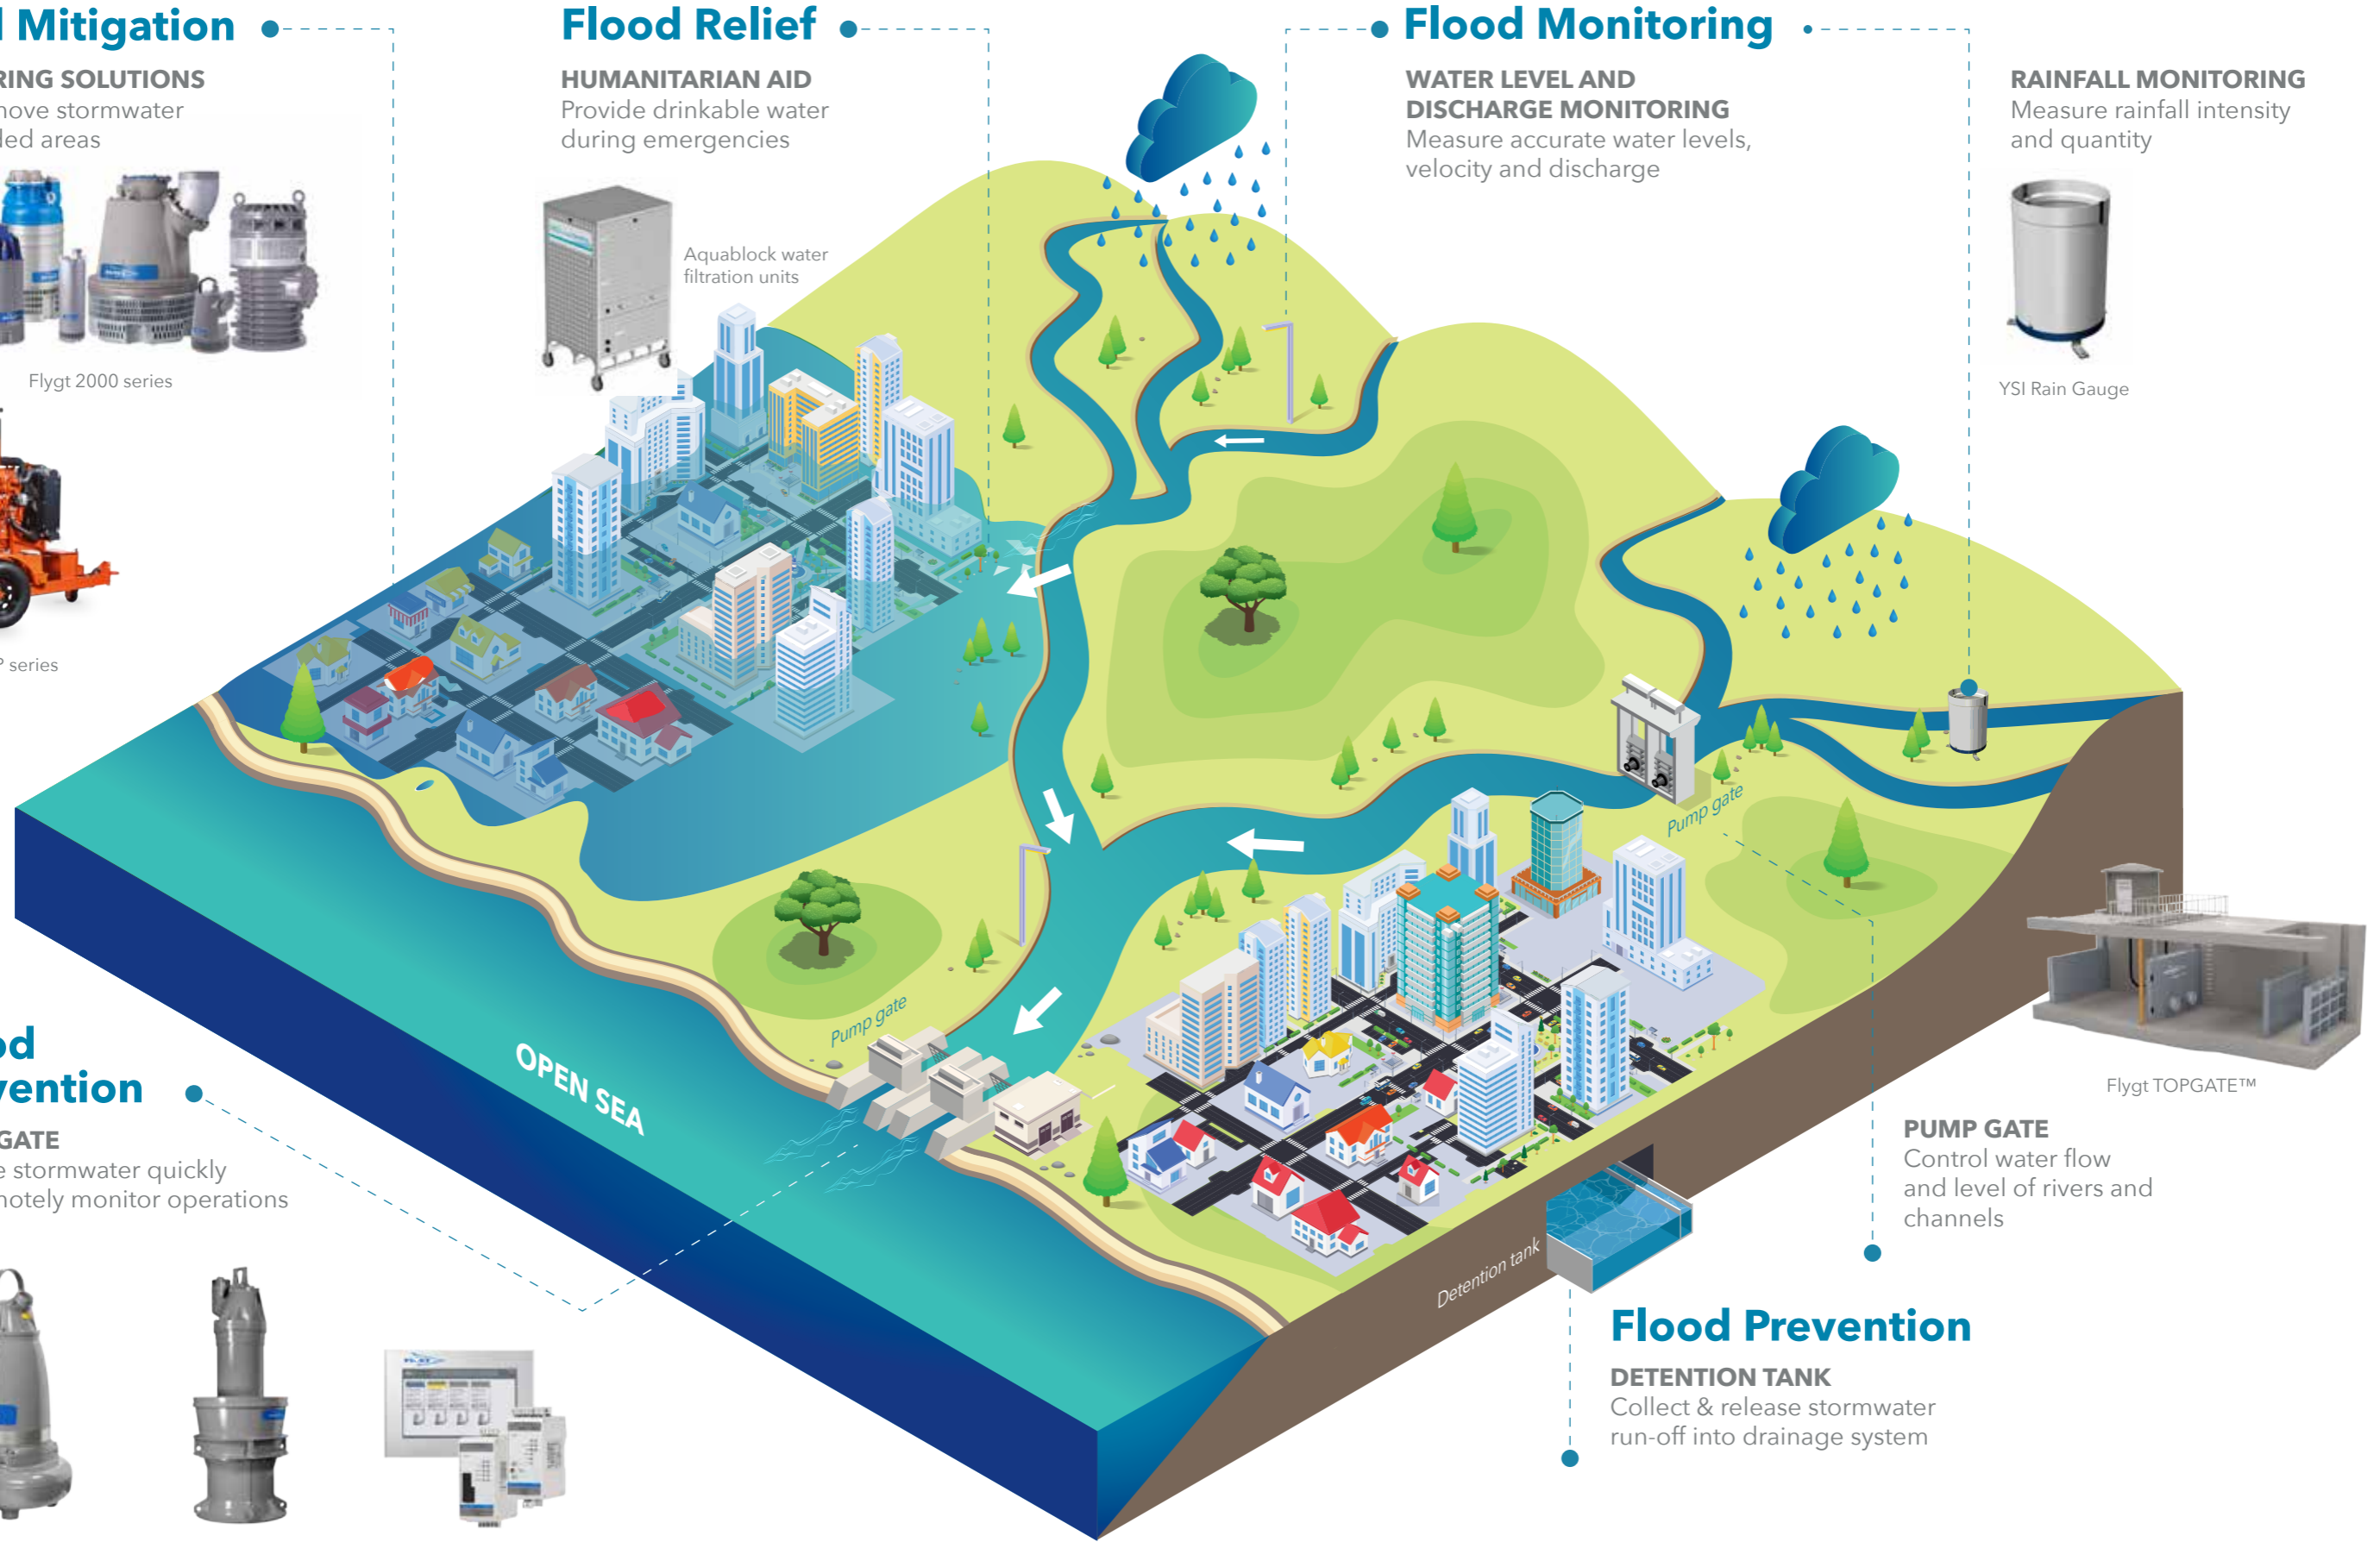 Mitigation
RING SOLUTIONS
move stormwater
ded areas
Flygt 2000 series
P series
Flood Relief
HUMANITARIAN AID
Provide drinkable water
during emergencies
Aquablock water
filtration units
Flood Monitoring
WATER LEVEL AND
DISCHARGE MONITORING
Measure accurate water levels,
velocity and discharge
RAINFALL MONITORING
Measure rainfall intensity
and quantity
YSI Rain Gauge
Pump gate
Pump gate
OPEN SEA
Detention tank
od
vention
GATE
e stormwater quickly
notely monitor operations
Flygt TOPGATE™
PUMP GATE
Control water flow
and level of rivers and
channels
Flood Prevention
DETENTION TANK
Collect & release stormwater
run-off into drainage system